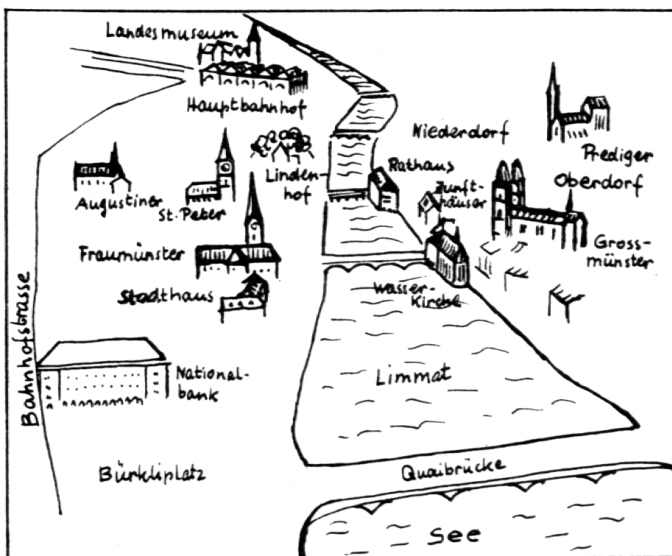 Landesmuseum
Hauptbahnhof
Niederdorf
Prediger
Rathaus
Linden-
hof
Zunft-
häuser
Oberdorf
Augustiner
St. Peter
Gross-
münster
Fraumünster
Stadthaus
Wasser-
kirche
Bahnhofstrasse
National-
bank
Limmat
Bürkliplatz
Quaibrücke
See